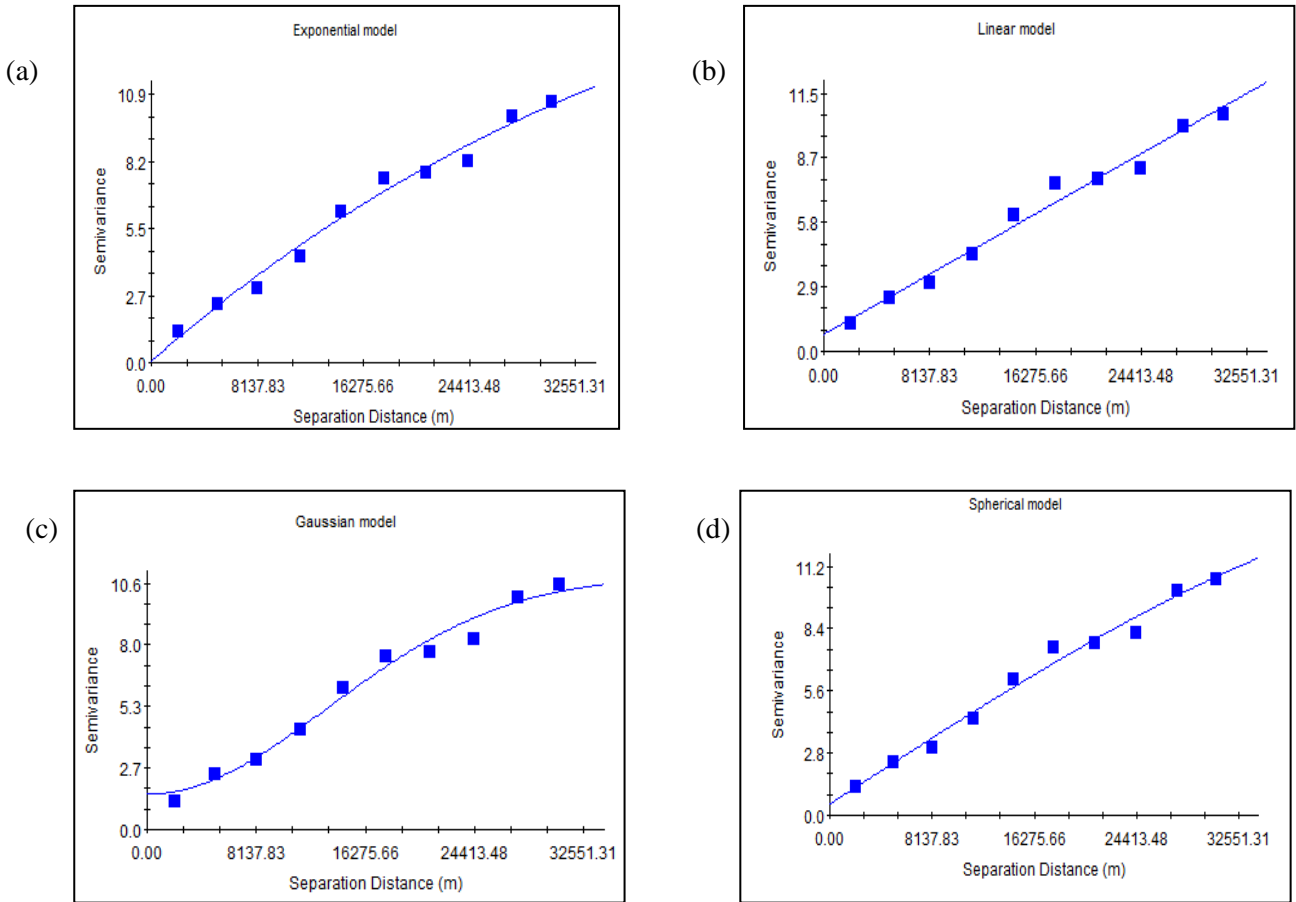 (a)
Exponential model
10.9
8.2
5.5
2.7
0.0
Semivariance
0.00 8137.83 16275.66 24413.48 32551.31
Separation Distance (m)
(b)
Linear model
11.5
8.7
5.8
2.9
0.0
Semivariance
0.00 8137.83 16275.66 24413.48 32551.31
Separation Distance (m)
(c)
Gaussian model
10.6
8.0
5.3
2.7
0.0
Semivariance
0.00 8137.83 16275.66 24413.48 32551.31
Separation Distance (m)
(d)
Spherical model
11.2
8.4
5.6
2.8
0.0
Semivariance
0.00 8137.83 16275.66 24413.48 32551.31
Separation Distance (m)